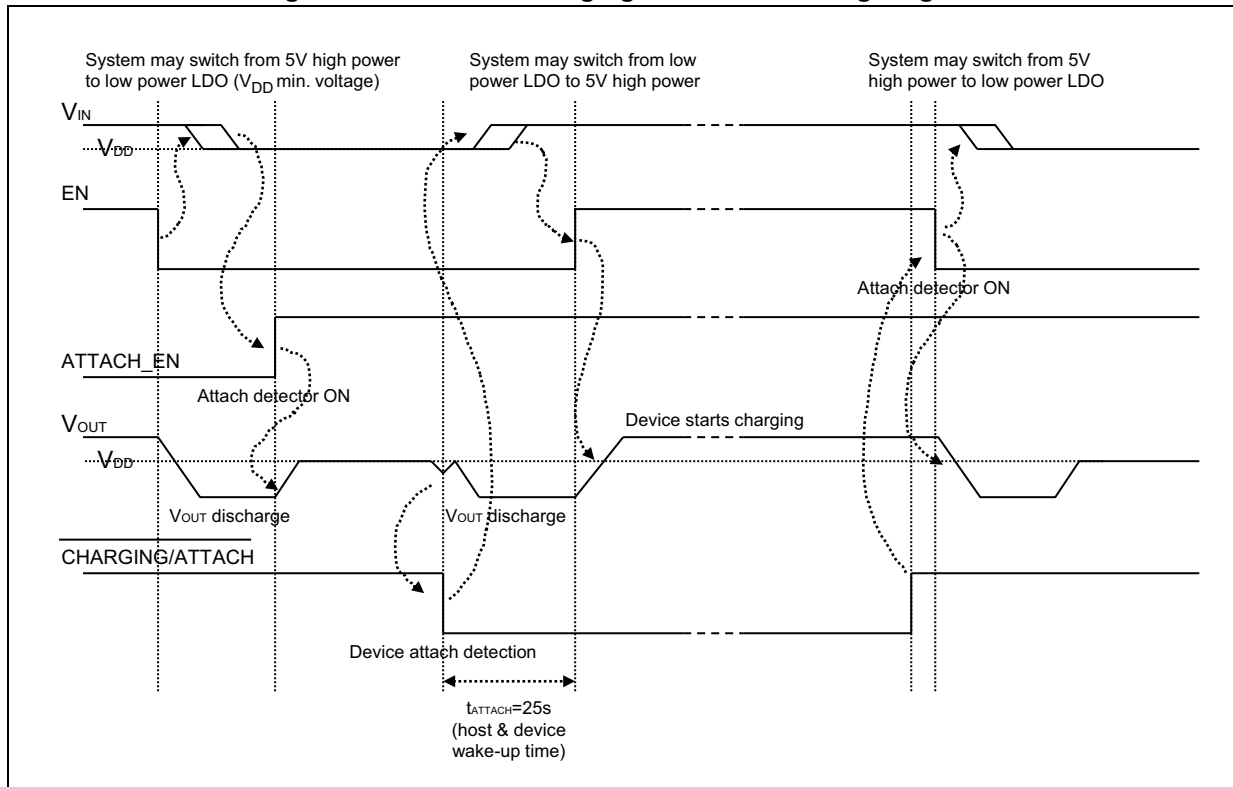 System may switch from 5V high power
to low power LDO (VDD min. voltage)
System may switch from low
power LDO to 5V high power
System may switch from 5V
high power to low power LDO
VIN
VDD
EN
Attach detector ON
ATTACH_EN
Attach detector ON
VOUT
Device starts charging
VDD
VOUT discharge
VOUT discharge
CHARGING/ATTACH
Device attach detection
tATTACH=25s
(host & device
wake-up time)